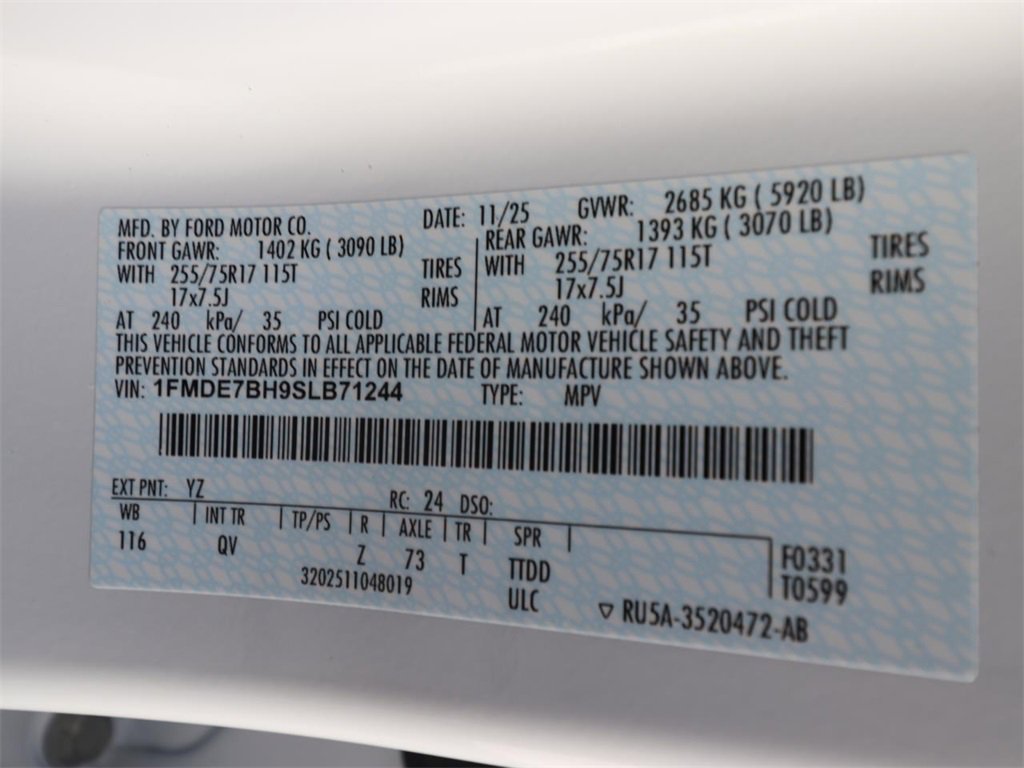 MFD. BY FORD MOTOR CO. DATE: 11/25 GVWR: 2685 KG ( 5920 LB)
FRONT GAWR: 1402 KG ( 3090 LB) REAR GAWR: 1393 KG ( 3070 LB)
WITH 255/75R17 115T TIRES WITH 255/75R17 115T TIRES
17x7.5J RIMS 17x7.5J RIMS
AT 240 kPa/ 35 PSI COLD AT 240 kPa/ 35 PSI COLD
THIS VEHICLE CONFORMS TO ALL APPLICABLE FEDERAL MOTOR VEHICLE SAFETY AND THEFT
PREVENTION STANDARDS IN EFFECT ON THE DATE OF MANUFACTURE SHOWN ABOVE.
VIN: 1FMDE7BH9SLB71244 TYPE: MPV
EXT PNT: YZ RC: 24 DSO:
WB INT TR TP/PS R AXLE TR SPR
116 QV Z 73 T TTDD F0331
3202511048019 ULC T0599
RU5A-3520472-AB